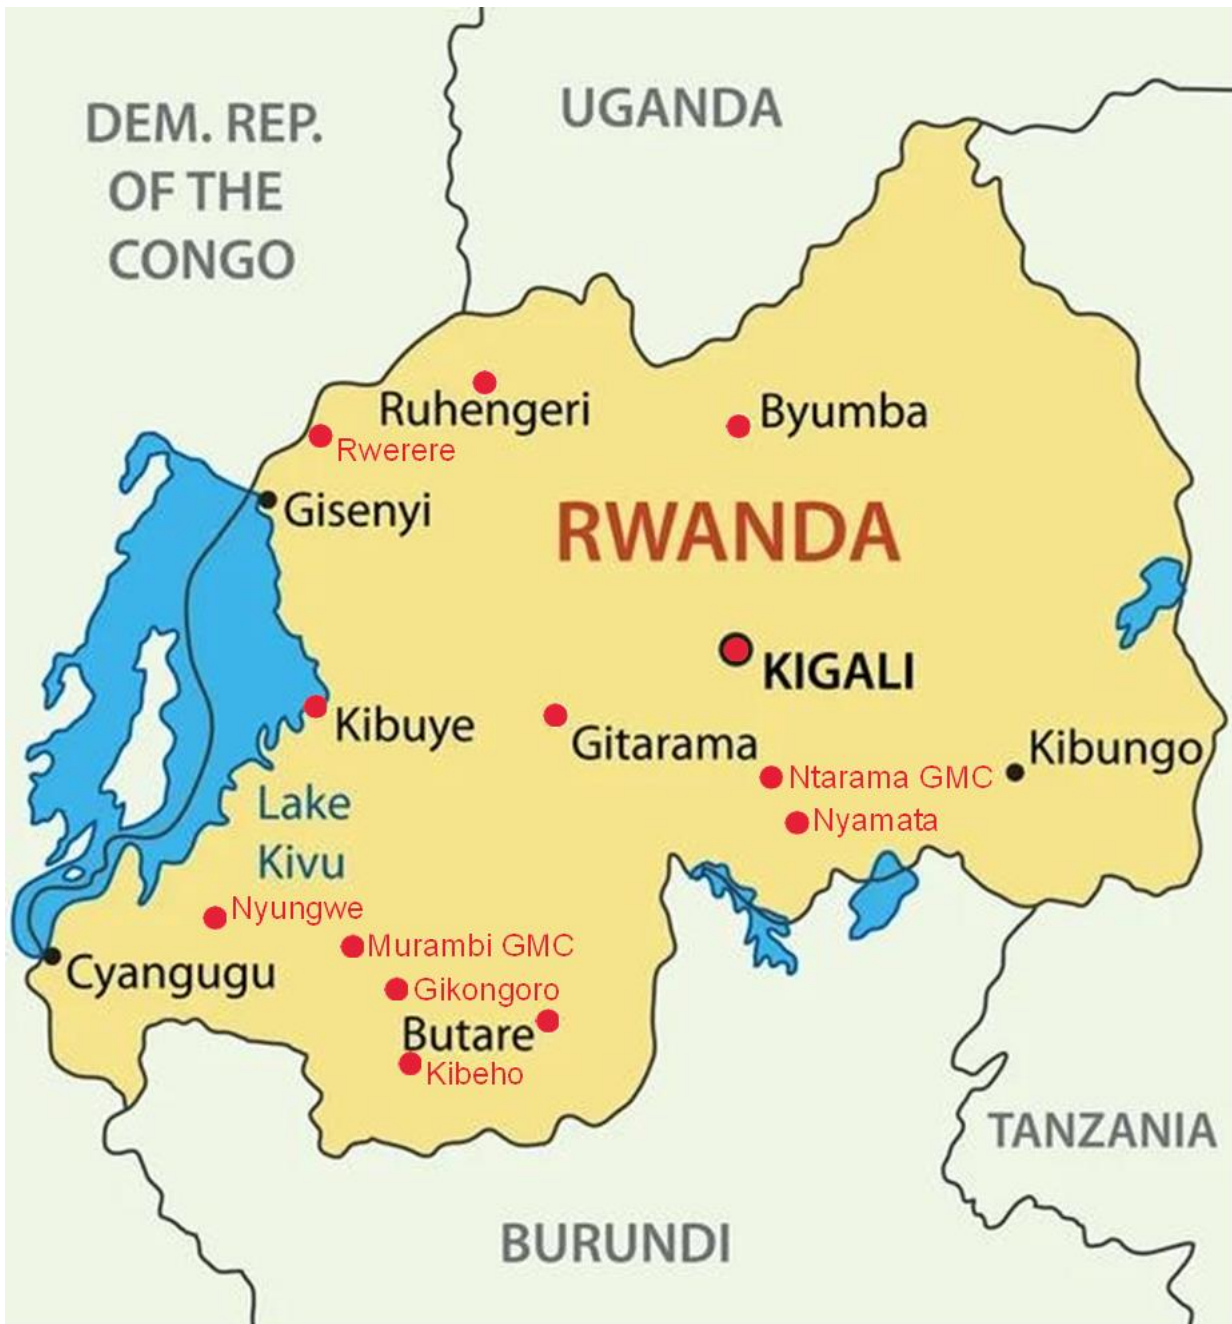 DEM. REP.
OF THE
CONGO
UGANDA
Ruhengeri
Byumba
Rwerere
Gisenyi
RWANDA
KIGALI
Kibuye
Gitarama
Kibungo
Ntarama GMC
Lake
Kivu
Nyamata
Nyungwe
Murambi GMC
Cyangugu
Gikongoro
Butare
Kibeho
TANZANIA
BURUNDI